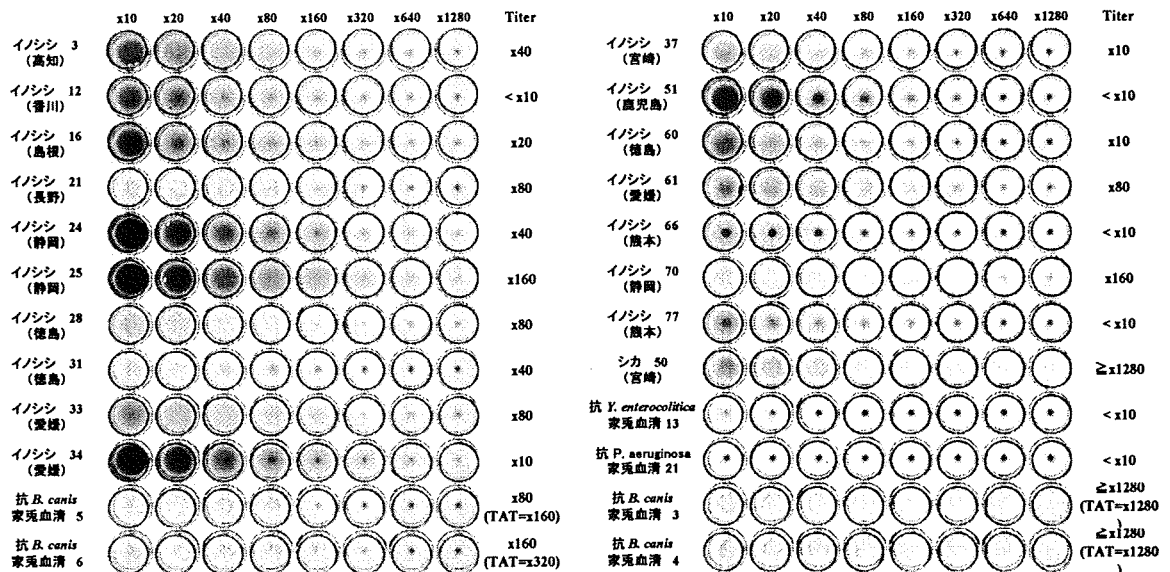 x10 x20 x40 x80 x160 x320 x640 x1280 Titer
イノシシ 3
(高知)
x40
イノシシ 12
(香川)
< x10
イノシシ 16
(島根)
x20
イノシシ 21
(長野)
x80
イノシシ 24
(静岡)
x40
イノシシ 25
(静岡)
x160
イノシシ 28
(徳島)
x80
イノシシ 31
(徳島)
x40
イノシシ 33
(愛媛)
x80
イノシシ 34
(愛媛)
x10
抗 B. canis
家兎血清 5
x80
(TAT=x160)
抗 B. canis
家兎血清 6
x160
(TAT=x320)
x10 x20 x40 x80 x160 x320 x640 x1280 Titer
イノシシ 37
(宮崎)
x10
イノシシ 51
(鹿児島)
< x10
イノシシ 60
(徳島)
x10
イノシシ 61
(愛媛)
x80
イノシシ 66
(熊本)
< x10
イノシシ 70
(静岡)
x160
イノシシ 77
(熊本)
< x10
シカ 50
(宮崎)
≧x1280
抗 Y. enterocolitica
家兎血清 13
< x10
抗 P. aeruginosa
家兎血清 21
< x10
抗 B. canis
家兎血清 3
≧x1280
(TAT=x1280
)
抗 B. canis
家兎血清 4
≧x1280
(TAT=x1280
)